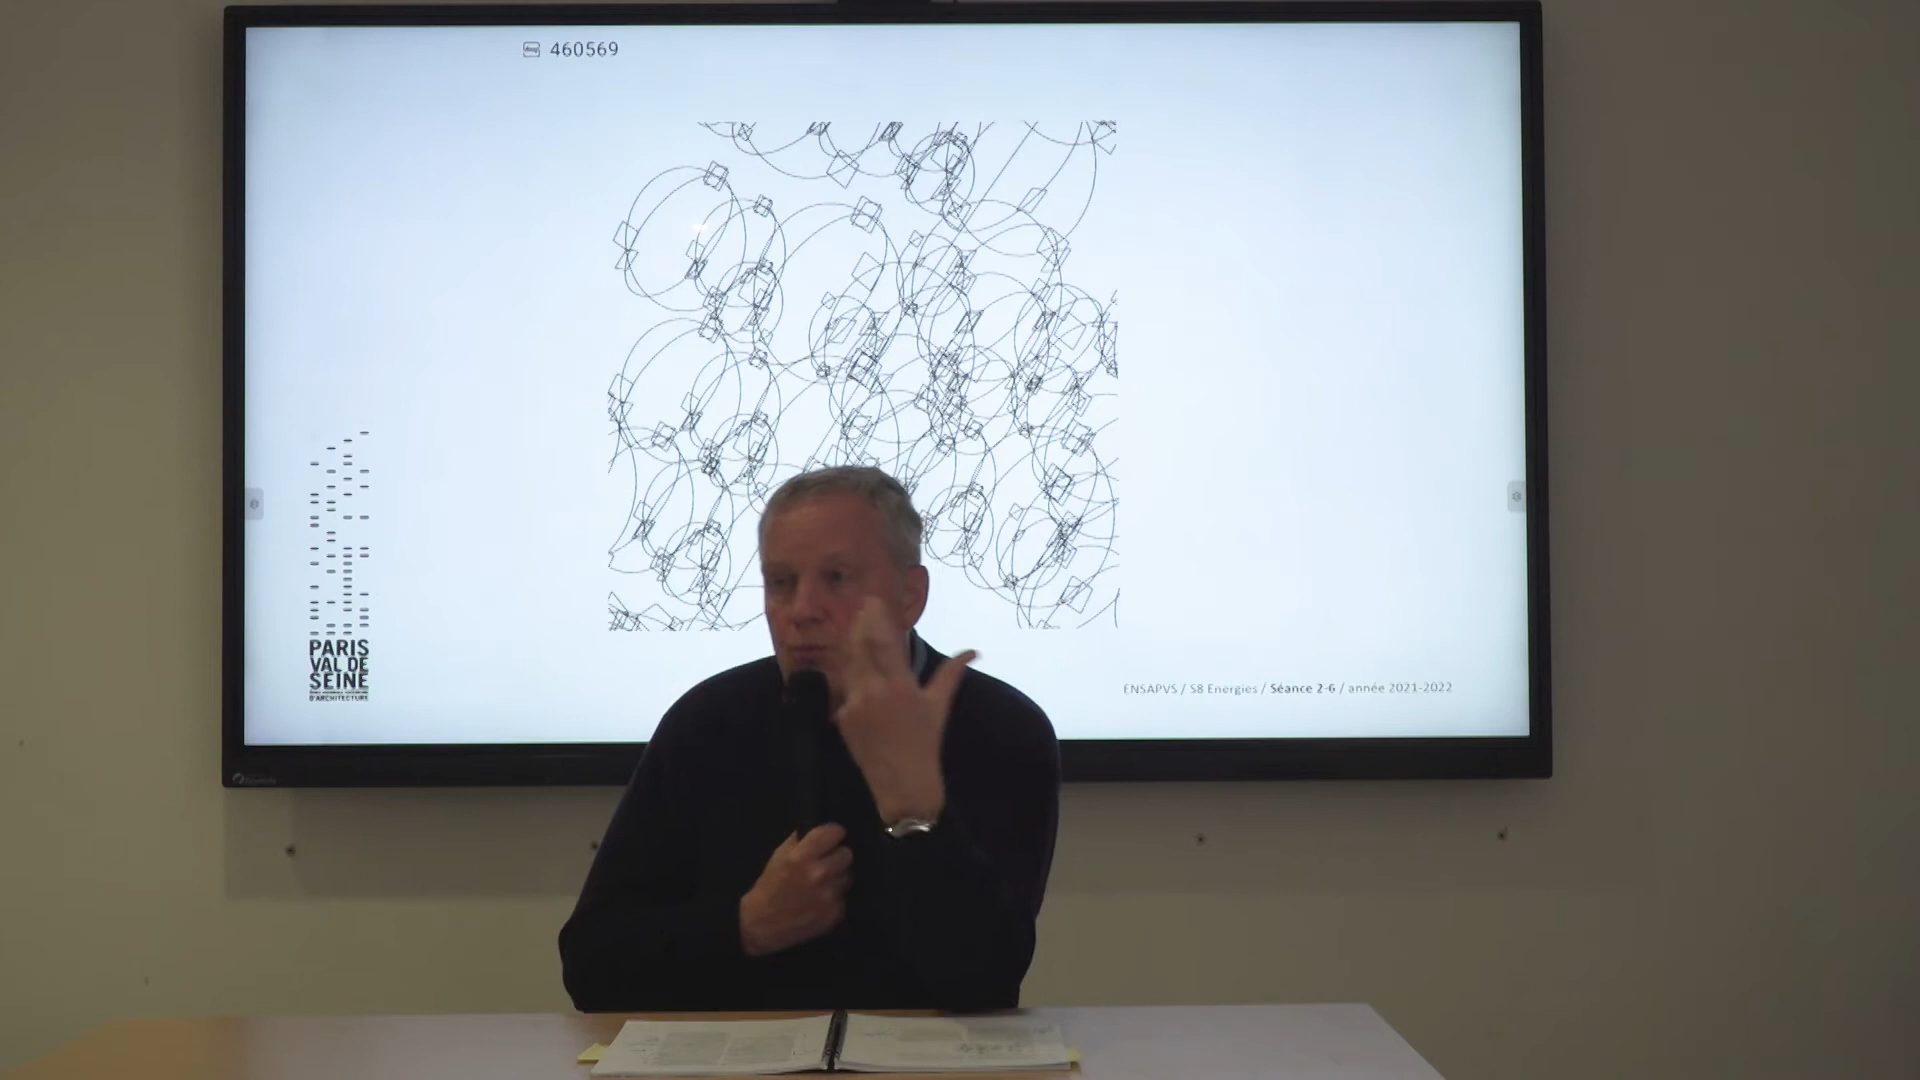 460569
PARIS
VAL DE
SEINE
D'ARCHITECTURE
ENSAPVS / S8 Energies / Séance 2-6 / année 2021-2022